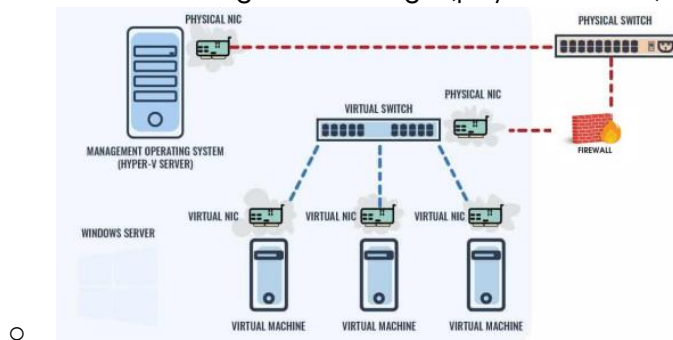 PHYSICAL NIC
PHYSICAL SWITCH
PHYSICAL NIC
VIRTUAL SWITCH
MANAGEMENT OPERATING SYSTEM
(HYPER-V SERVER)
FIREWALL
VIRTUAL NIC
VIRTUAL NIC
VIRTUAL NIC
WINDOWS SERVER
VIRTUAL MACHINE
VIRTUAL MACHINE
VIRTUAL MACHINE